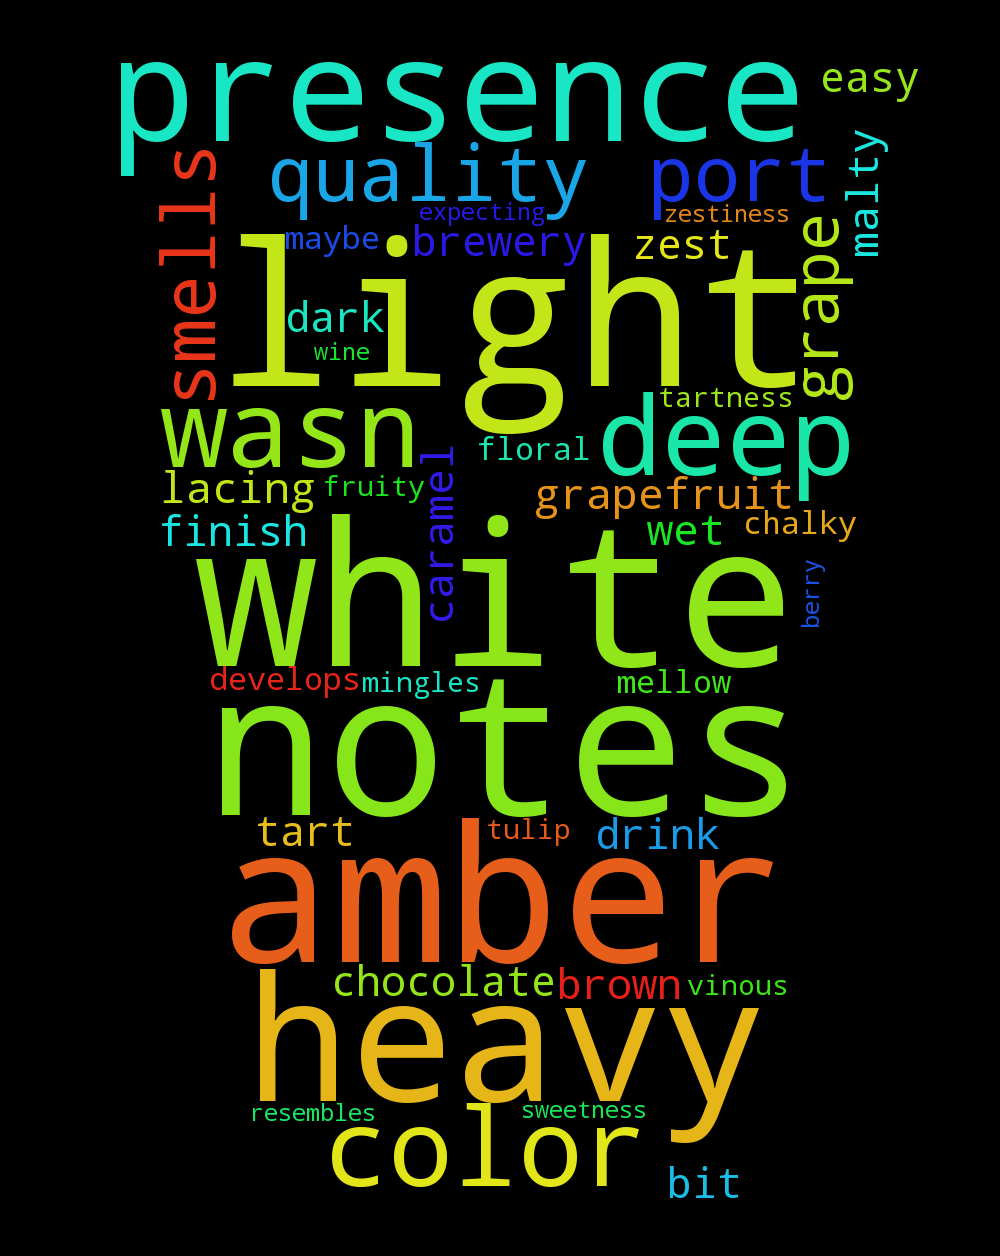 presence
easy
smells
quality
port
malty
expecting
zestiness
maybe
brewery
zest
grape
light
dark
wine
tartness
wasn
deep
floral
caramel
lacing
fruity
grapefruit
finish
wet
chalky
white
berry
develops
mingles
mellow
notes
tart
tulip
drink
amber
chocolate
brown
vinous
heavy
resembles
sweetness
color
bit